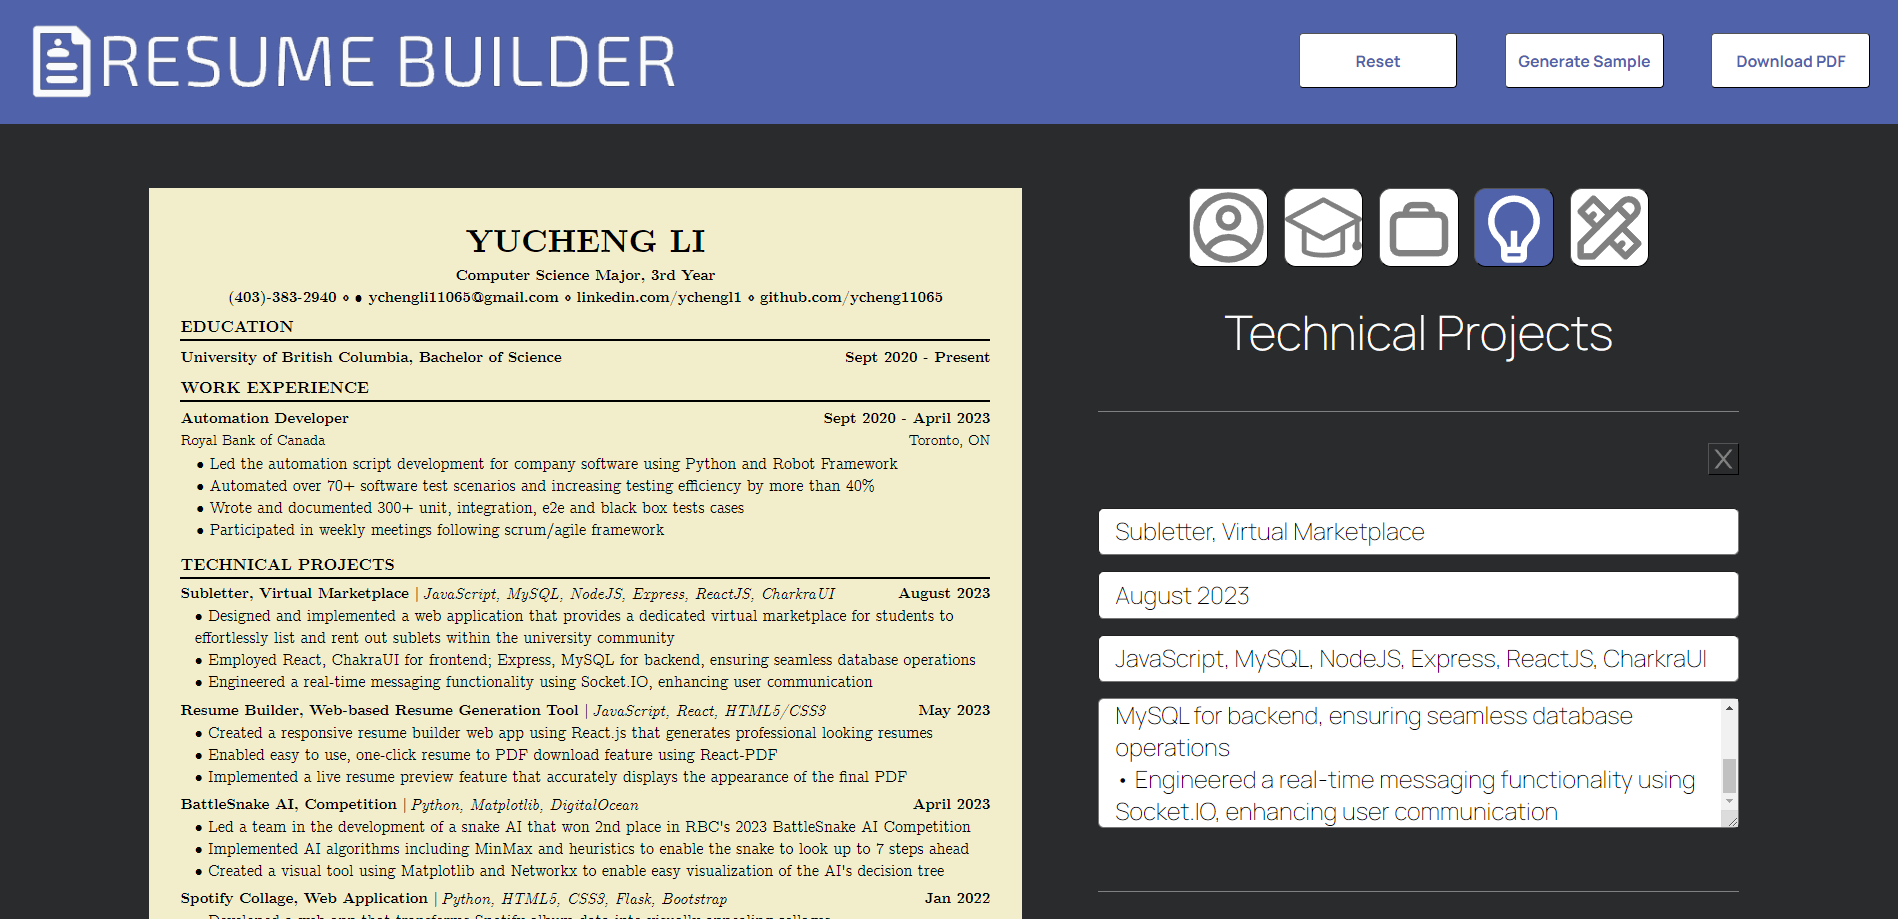 RESUME BUILDER
Reset
Generate Sample
Download PDF
YUCHENG LI
Computer Science Major, 3rd Year
(403)-383-2940 ⋄ • ychengli11065@gmail.com ⋄ linkedin.com/ychengl1 ⋄ github.com/ycheng11065
EDUCATION
University of British Columbia, Bachelor of Science Sept 2020 - Present
WORK EXPERIENCE
Automation Developer Sept 2020 - April 2023
Royal Bank of Canada Toronto, ON
• Led the automation script development for company software using Python and Robot Framework
• Automated over 70+ software test scenarios and increasing testing efficiency by more than 40%
• Wrote and documented 300+ unit, integration, e2e and black box tests cases
• Participated in weekly meetings following scrum/agile framework
TECHNICAL PROJECTS
Subletter, Virtual Marketplace | JavaScript, MySQL, NodeJS, Express, ReactJS, CharkraUI August 2023
• Designed and implemented a web application that provides a dedicated virtual marketplace for students to
effortlessly list and rent out sublets within the university community
• Employed React, ChakraUI for frontend; Express, MySQL for backend, ensuring seamless database operations
• Engineered a real-time messaging functionality using Socket.IO, enhancing user communication
Resume Builder, Web-based Resume Generation Tool | JavaScript, React, HTML5/CSS3 May 2023
• Created a responsive resume builder web app using React.js that generates professional looking resumes
• Enabled easy to use, one-click resume to PDF download feature using React-PDF
• Implemented a live resume preview feature that accurately displays the appearance of the final PDF
BattleSnake AI, Competition | Python, Matplotlib, DigitalOcean April 2023
• Led a team in the development of a snake AI that won 2nd place in RBC's 2023 BattleSnake AI Competition
• Implemented AI algorithms including MinMax and heuristics to enable the snake to look up to 7 steps ahead
• Created a visual tool using Matplotlib and Networkx to enable easy visualization of the AI's decision tree
Spotify Collage, Web Application | Python, HTML5, CSS3, Flask, Bootstrap Jan 2022
Technical Projects
X
Subletter, Virtual Marketplace
August 2023
JavaScript, MySQL, NodeJS, Express, ReactJS, CharkraUI
MySQL for backend, ensuring seamless database
operations
• Engineered a real-time messaging functionality using
Socket.IO, enhancing user communication